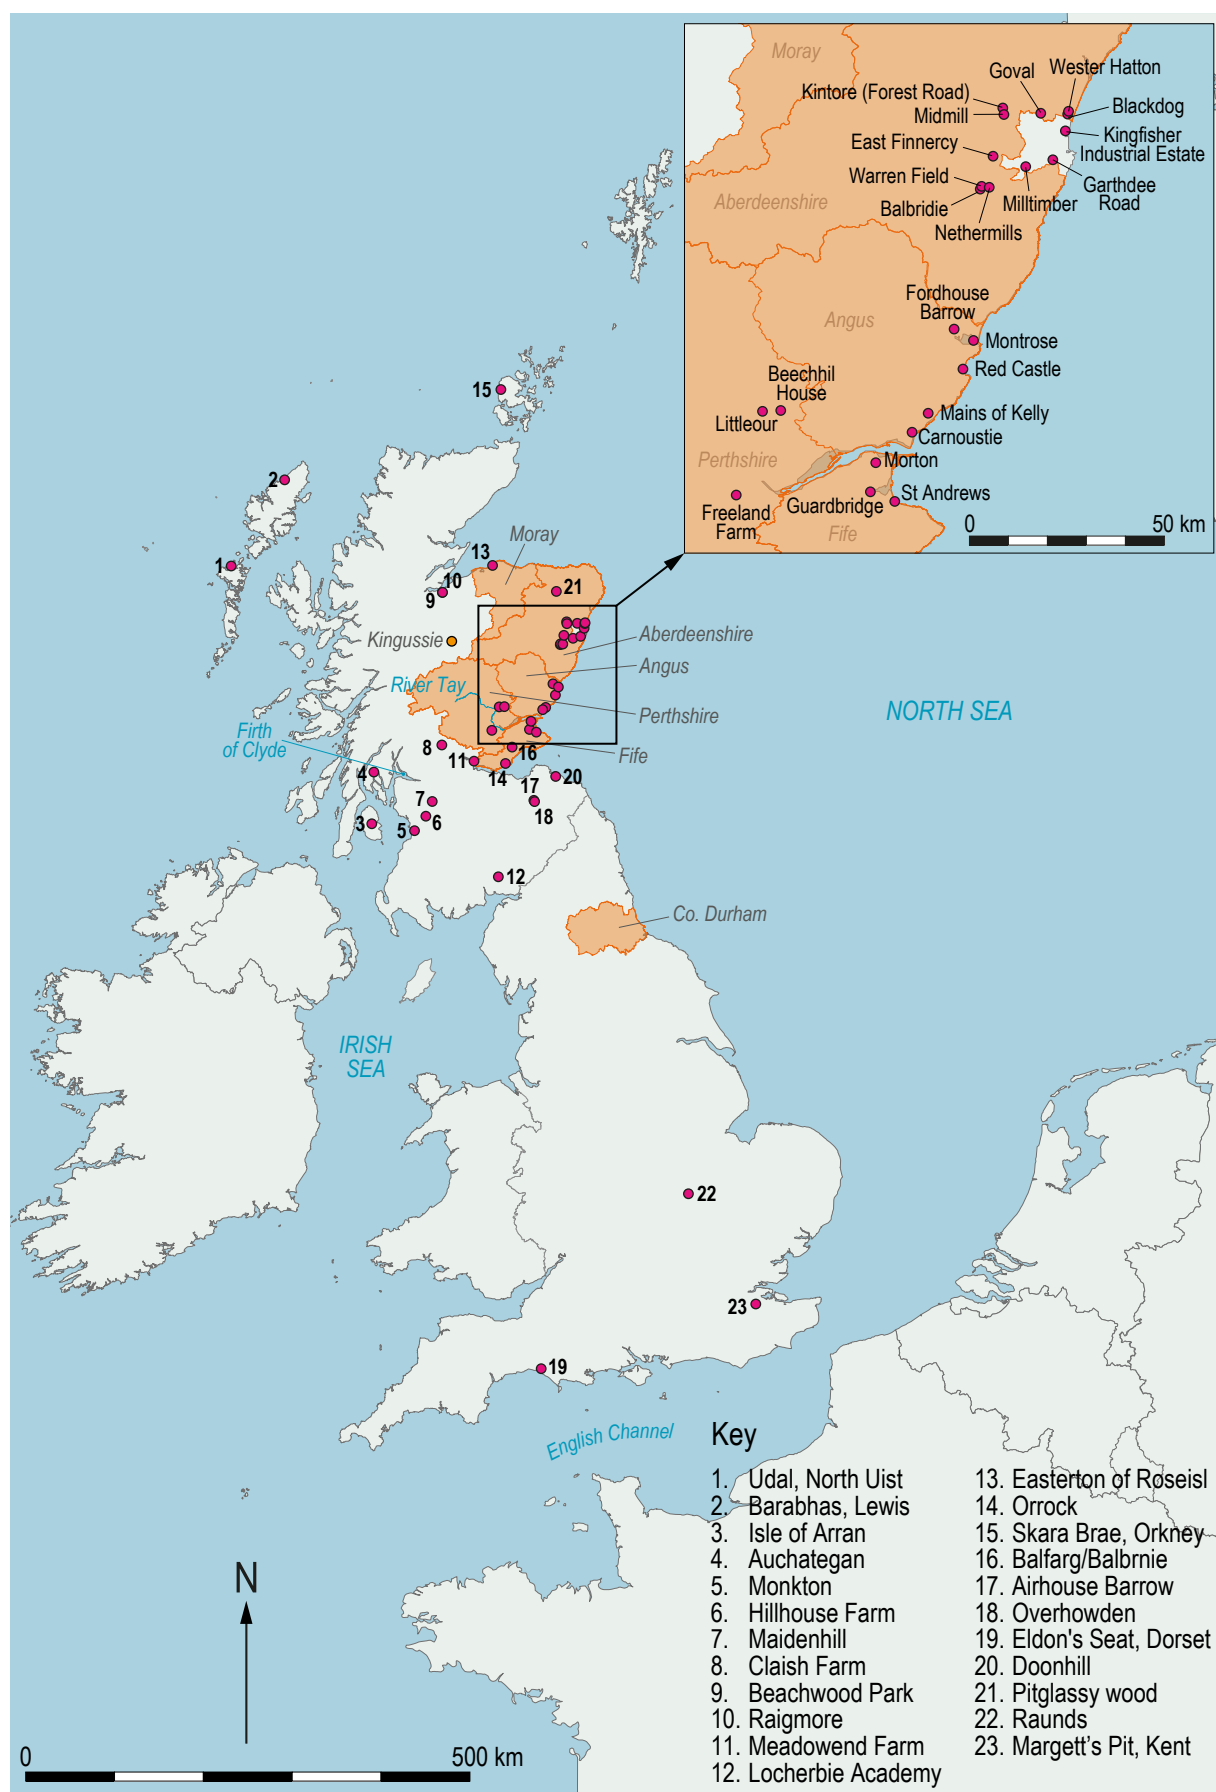 Moray
Wester Hatton
Goval
Kintore (Forest Road)
Blackdog
Midmill
Kingfisher
Industrial Estate
East Finnercy
Warren Field
Garthdee
Road
Milltimber
Aberdeenshire
Balbridie
Nethermills
Fordhouse
Barrow
Angus
Montrose
Red Castle
Beechhil
House
Littleour
Mains of Kelly
Carnoustie
Perthshire
Morton
Guardbridge
St Andrews
Freeland
Farm
Fife
0
50 km
15
2
Moray
13
1
10
9
21
Kingussie
Aberdeenshire
Angus
River Tay
Perthshire
NORTH SEA
Firth
of Clyde
8
16
Fife
11
14
4
20
17
7
18
3
6
5
12
Co. Durham
IRISH
SEA
22
23
19
English Channel
Key
1. Udal, North Uist
2. Barabhas, Lewis
3. Isle of Arran
4. Auchategan
5. Monkton
6. Hillhouse Farm
7. Maidenhill
8. Claish Farm
9. Beachwood Park
10. Raigmore
11. Meadowend Farm
12. Locherbie Academy
13. Easterton of Roseisl
14. Orrock
15. Skara Brae, Orkney
16. Balfarg/Balbrnie
17. Airhouse Barrow
18. Overhowden
19. Eldon's Seat, Dorset
20. Doonhill
21. Pitglassy wood
22. Raunds
23. Margett's Pit, Kent
N
0
500 km